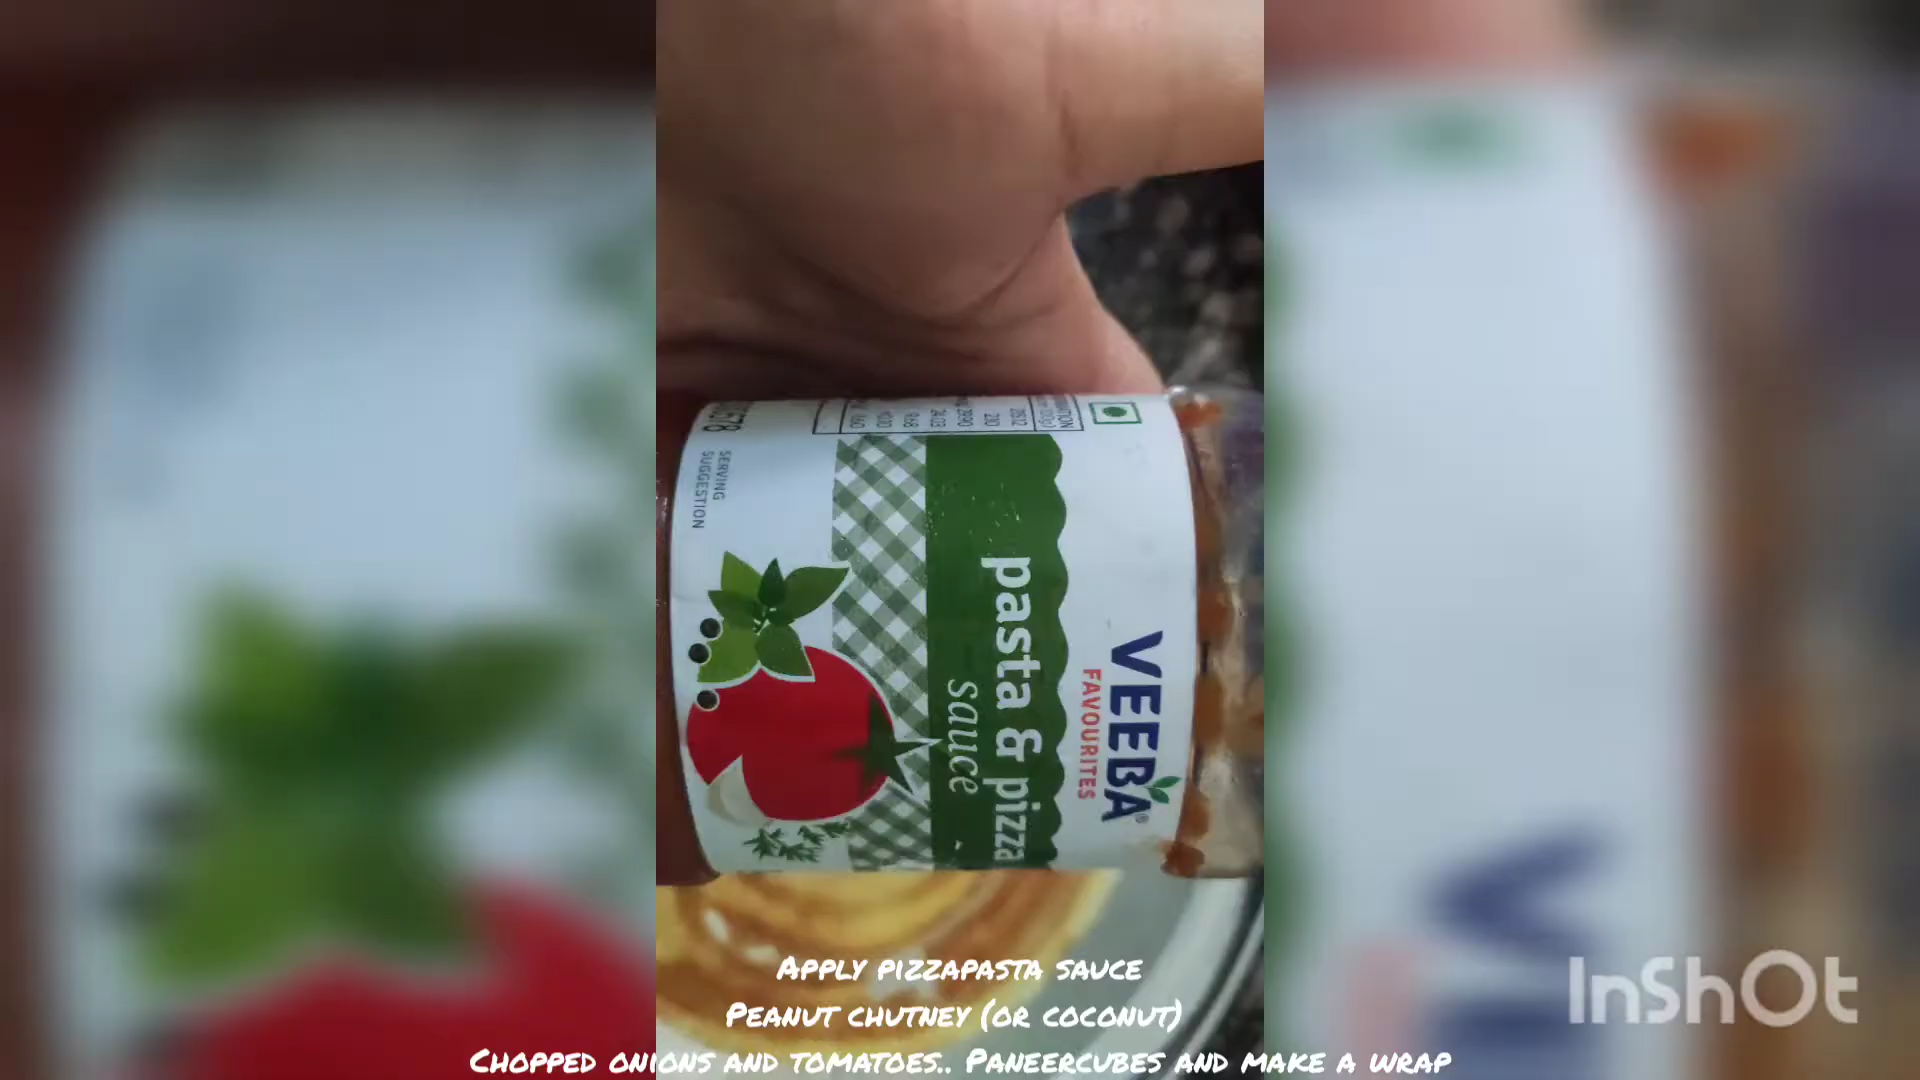 VEEBA®
FAVOURITES
pasta & pizza
sauce
SERVING
SUGGESTION
Apply pizzapasta sauce
Peanut chutney (or coconut)
Chopped onions and tomatoes.. Paneercubes and make a wrap
InShOt